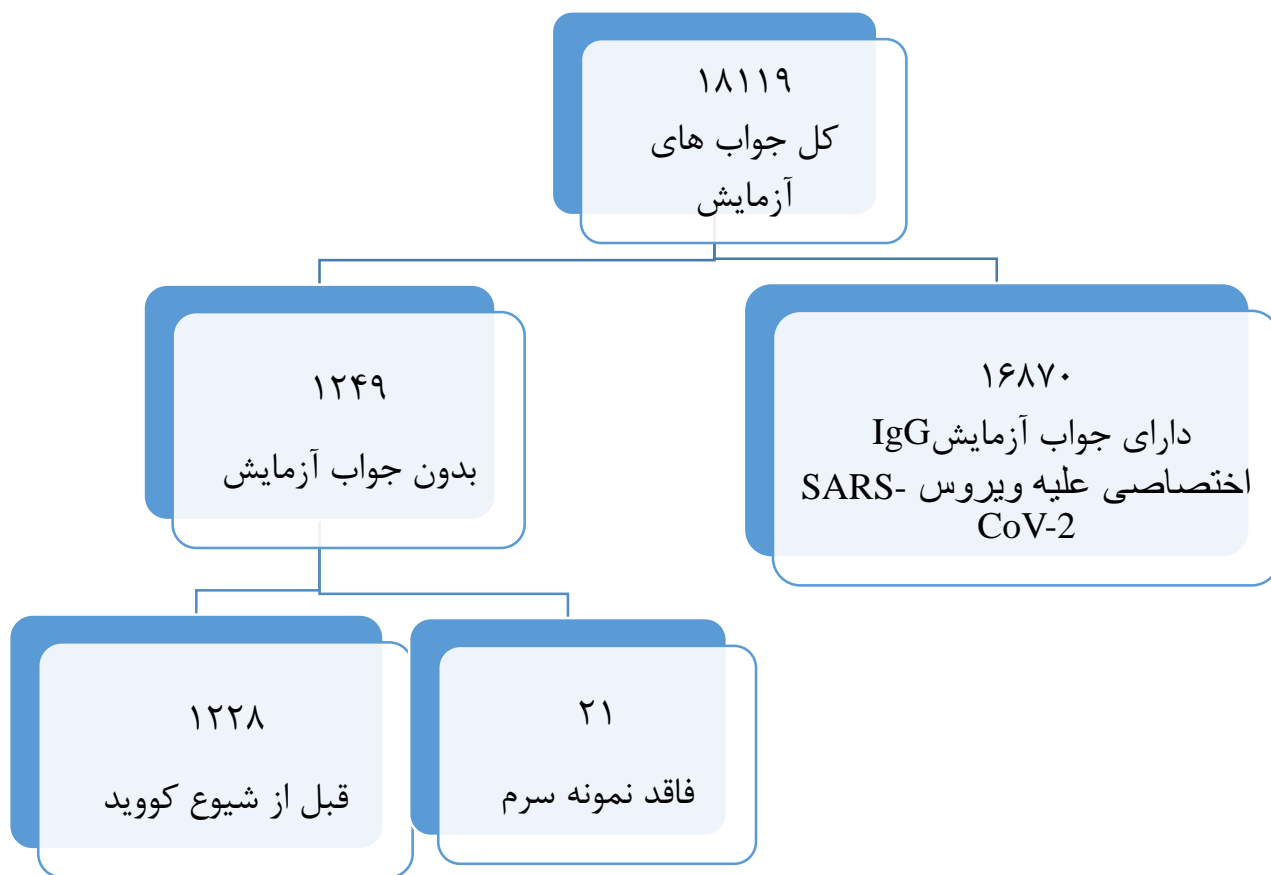 ۱۸۱۱۹
کل جواب های
آزمایش
۱۶۸۷۰
دارای جواب آزمایشIgG
اختصاصی علیه ویروس SARS-
CoV-2
۱۲۴۹
بدون جواب آزمایش
۲۱
فاقد نمونه سرم
۱۲۲۸
قبل از شیوع کووید